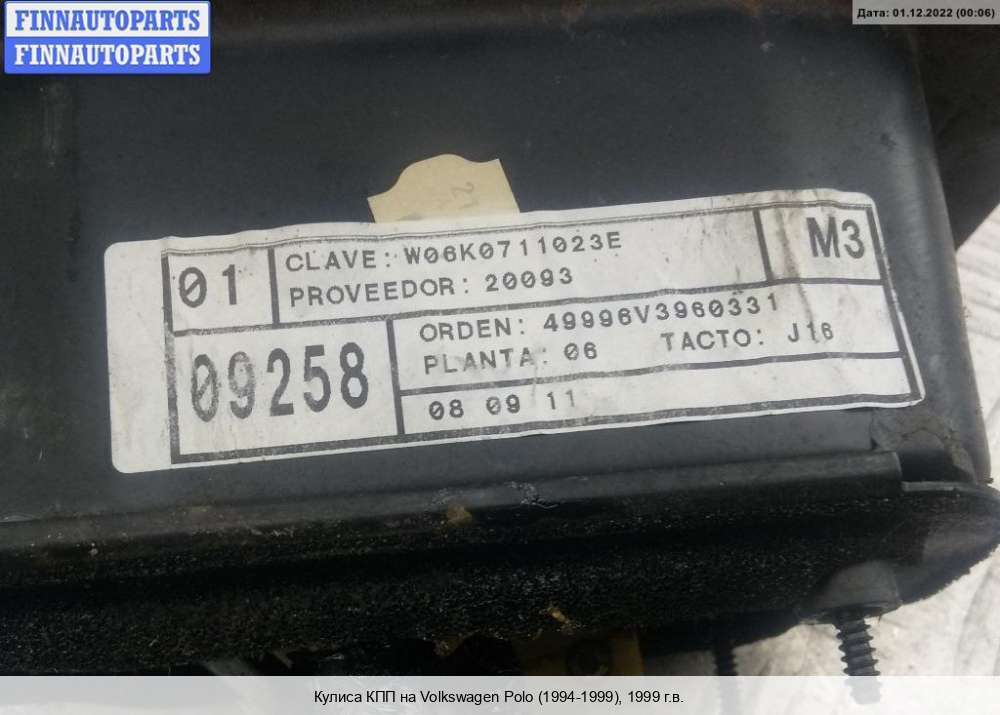 FINNAUTOPARTS
FINNAUTOPARTS
Дата: 01.12.2022 (00:06)
01
CLAVE: W06K0711023E
PROVEEDOR: 20093
M3
09258
ORDEN: 49996V3960331
PLANTA: 06 TACTO: J16
08 09 11
Кулиса КПП на Volkswagen Polo (1994-1999), 1999 г.в.